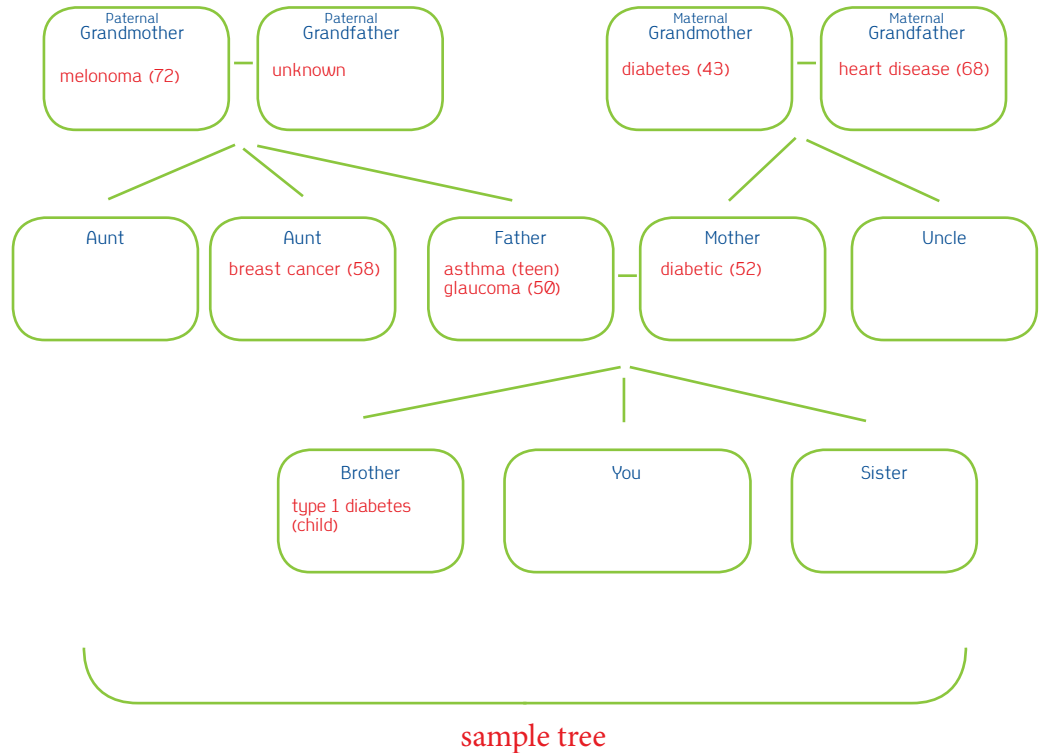 Paternal
Grandmother
melonoma (72)
Paternal
Grandfather
unknown
Maternal
Grandmother
diabetes (43)
Maternal
Grandfather
heart disease (68)
Aunt
Aunt
breast cancer (58)
Father
asthma (teen)
glaucoma (50)
Mother
diabetic (52)
Uncle
Brother
type 1 diabetes
(child)
You
Sister
sample tree